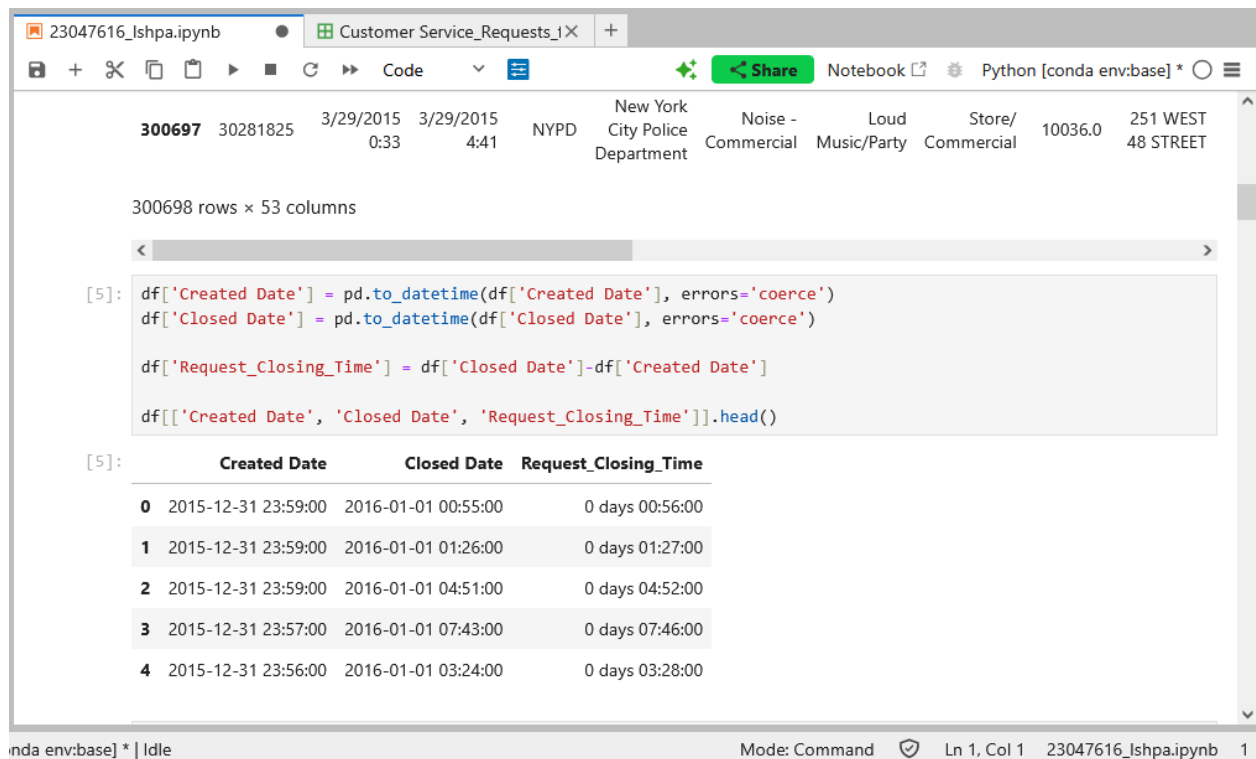 23047616_Ishpa.ipynb ● Customer Service_Requests_f × +
Code Share Notebook Python [conda env:base] *
300697 30281825 3/29/2015 0:33 3/29/2015 4:41 NYPD New York City Police Department Noise - Commercial Loud Music/Party Store/ Commercial 10036.0 251 WEST 48 STREET
300698 rows × 53 columns
[5]: df['Created Date'] = pd.to_datetime(df['Created Date'], errors='coerce')
df['Closed Date'] = pd.to_datetime(df['Closed Date'], errors='coerce')
df['Request_Closing_Time'] = df['Closed Date']-df['Created Date']
df[['Created Date', 'Closed Date', 'Request_Closing_Time']].head()
[5]: Created Date Closed Date Request_Closing_Time
0 2015-12-31 23:59:00 2016-01-01 00:55:00 0 days 00:56:00
1 2015-12-31 23:59:00 2016-01-01 01:26:00 0 days 01:27:00
2 2015-12-31 23:59:00 2016-01-01 04:51:00 0 days 04:52:00
3 2015-12-31 23:57:00 2016-01-01 07:43:00 0 days 07:46:00
4 2015-12-31 23:56:00 2016-01-01 03:24:00 0 days 03:28:00
nda env:base] * | Idle Mode: Command Ln 1, Col 1 23047616_Ishpa.ipynb 1